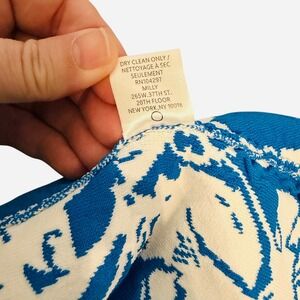 DRY CLEAN ONLY /
NETTOYAGE À SEC
SEULEMENT
RN104297
MILLY
265W. 37TH ST.
20TH FLOOR
NEW YORK, NY 10018